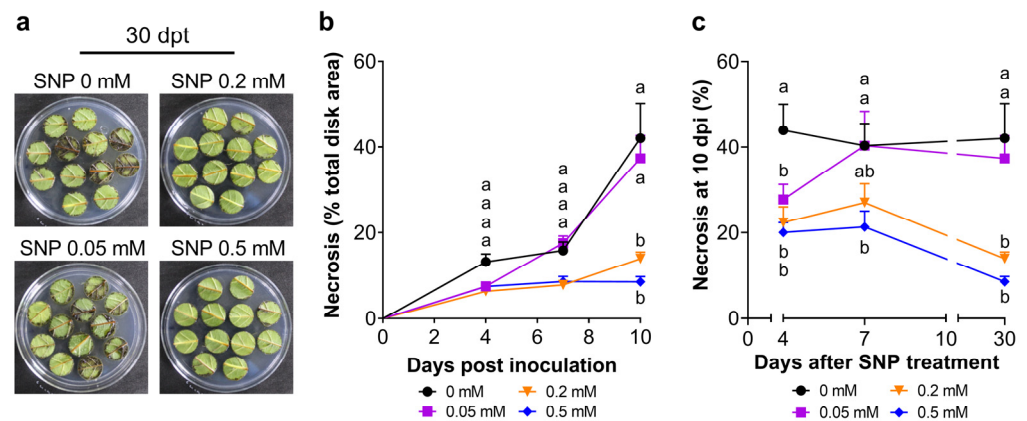 a
30 dpt
SNP 0 mM
SNP 0.2 mM
SNP 0.05 mM
SNP 0.5 mM
b
Necrosis (% total disk area)
60
40
20
0
a
a
a
a
a
a
a
a
a
a
b
b
0 2 4 6 8 10
Days post inoculation
0 mM
0.2 mM
0.05 mM
0.5 mM
c
Necrosis at 10 dpi (%)
60
40
20
0
a
b
b
b
a
a
ab
b
a
a
b
b
0 4 7 10 30
Days after SNP treatment
0 mM
0.2 mM
0.05 mM
0.5 mM